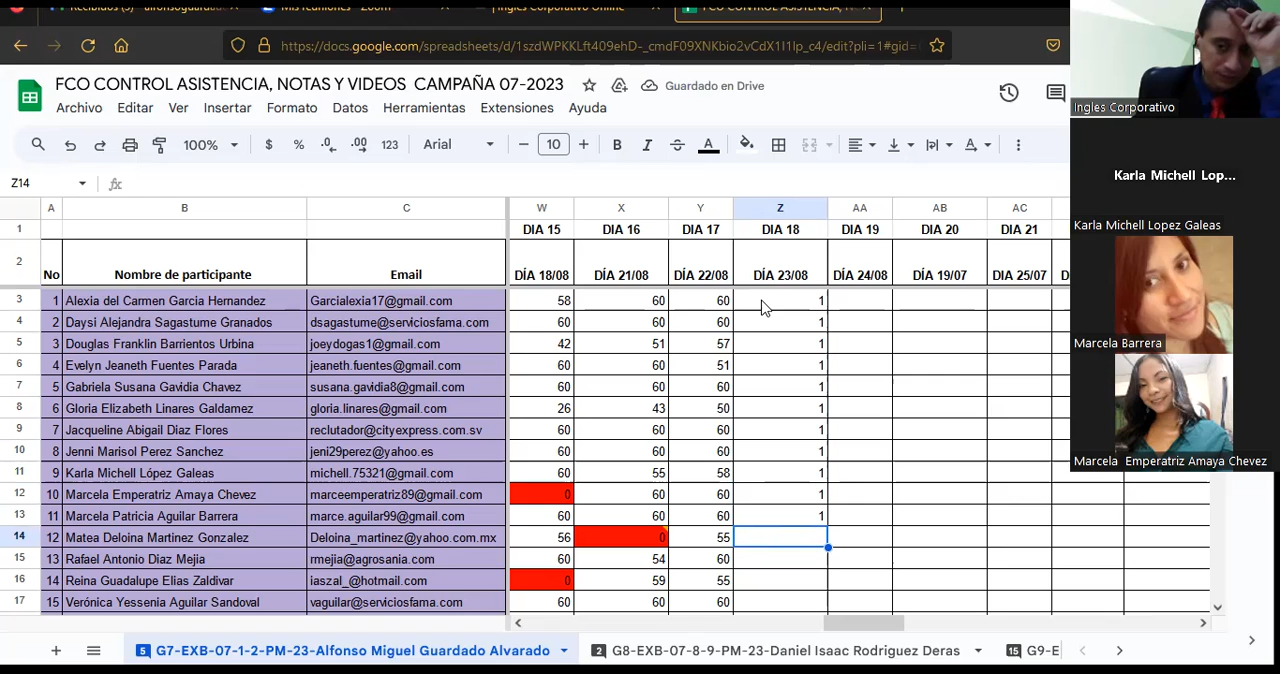 Recibidos (5) - alfonsoguarda
Mis reuniones - Zoom
Ingles Corporativo Online
FCO CONTROL ASISTENCIA, N
https://docs.google.com/spreadsheets/d/1szdWPKKLft409ehD-_cmdF09XNKbio2vCdX1I1lp_c4/edit?pli=1#gid=
FCO CONTROL ASISTENCIA, NOTAS Y VIDEOS CAMPAÑA 07-2023
Guardado en Drive
Archivo Editar Ver Insertar Formato Datos Herramientas Extensiones Ayuda
100% $ % .0 .00 123 Arial 10 B I A
Z14 fx
A B C W X Y Z AA AB AC
1 DIA 15 DIA 16 DIA 17 DIA 18 DIA 19 DIA 20 DIA 21
2 No Nombre de participante Email DÍA 18/08 DÍA 21/08 DÍA 22/08 DÍA 23/08 DÍA 24/08 DÍA 19/07 DIA 25/07 D
3 1 Alexia del Carmen Garcia Hernandez Garcialexia17@gmail.com 58 60 60 1
4 2 Daysi Alejandra Sagastume Granados dsagastume@serviciosfama.com 60 60 60 1
5 3 Douglas Franklin Barrientos Urbina joeydogas1@gmail.com 42 51 57 1
6 4 Evelyn Jeaneth Fuentes Parada jeaneth.fuentes@gmail.com 60 60 51 1
7 5 Gabriela Susana Gavidia Chavez susana.gavidia8@gmail.com 60 60 60 1
8 6 Gloria Elizabeth Linares Galdamez gloria.linares@gmail.com 26 43 50 1
9 7 Jacqueline Abigail Diaz Flores reclutador@cityexpress.com.sv 60 60 60 1
10 8 Jenni Marisol Perez Sanchez jeni29perez@yahoo.es 60 60 60 1
11 9 Karla Michell López Galeas michell.75321@gmail.com 60 55 58 1
12 10 Marcela Emperatriz Amaya Chevez marceemperatriz89@gmail.com 0 60 60 1
13 11 Marcela Patricia Aguilar Barrera marce.aguilar99@gmail.com 60 60 60 1
14 12 Matea Deloina Martinez Gonzalez Deloina_martinez@yahoo.com.mx 56 0 55
15 13 Rafael Antonio Diaz Mejia rmejia@agrosania.com 60 54 60
16 14 Reina Guadalupe Elias Zaldivar iaszal_@hotmail.com 0 59 55
17 15 Verónica Yessenia Aguilar Sandoval vaguilar@serviciosfama.com 60 60 60
5 G7-EXB-07-1-2-PM-23-Alfonso Miguel Guardado Alvarado 2 G8-EXB-07-8-9-PM-23-Daniel Isaac Rodriguez Deras 15 G9-E
Ingles Corporativo
Karla Michell Lop...
Karla Michell Lopez Galeas
Marcela Barrera
Marcela Emperatriz Amaya Chevez